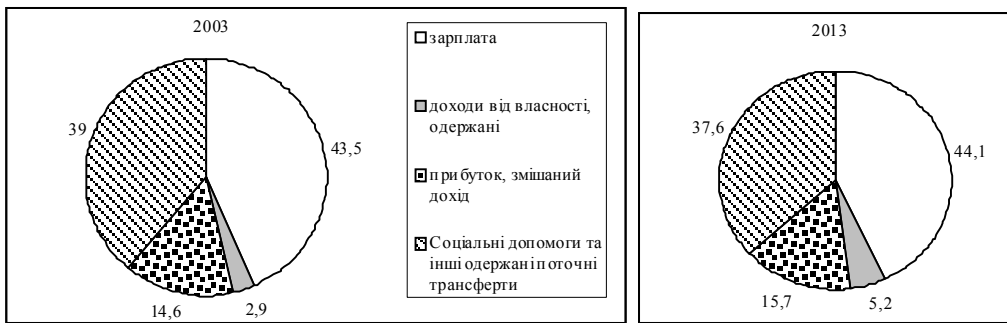 2003
39
43,5
14,6
2,9
зарплата
доходи від власності,
одержані
прибуток, змішаний
дохід
Соціальні допомоги та
інші одержані поточні
трансферти
2013
37,6
44,1
15,7
5,2